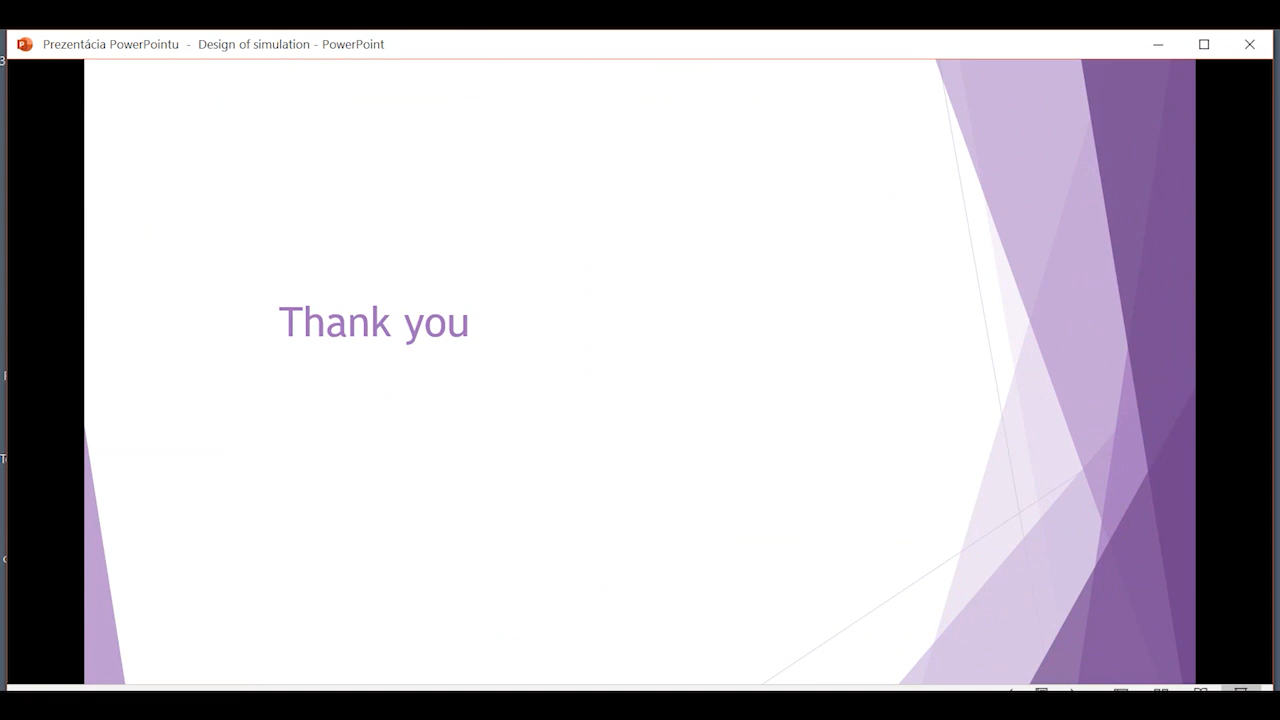 Prezentácia PowerPointu - Design of simulation - PowerPoint
Thank you